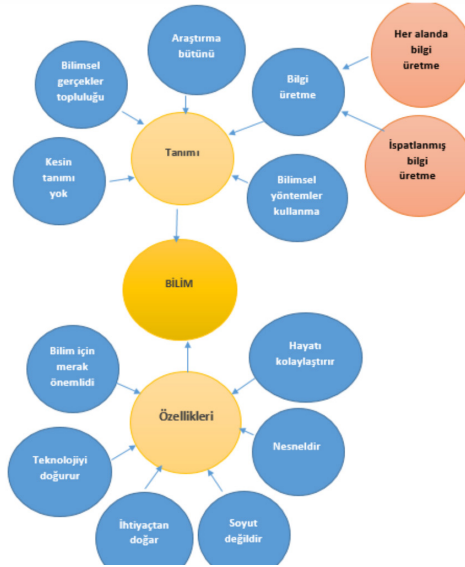 Araştırma
bütünü
Her alanda
bilgi
üretme
Bilimsel
gerçekler
topluluğu
Bilgi
üretme
İspatlanmış
bilgi
üretme
Tanımı
Kesin
tanımı
yok
Bilimsel
yöntemler
kullanma
BİLİM
Bilim için
merak
önemlidi
Hayatı
kolaylaştırır
Özellikleri
Nesneldir
Teknolojiyi
doğurur
İhtiyaçtan
doğar
Soyut
değildir